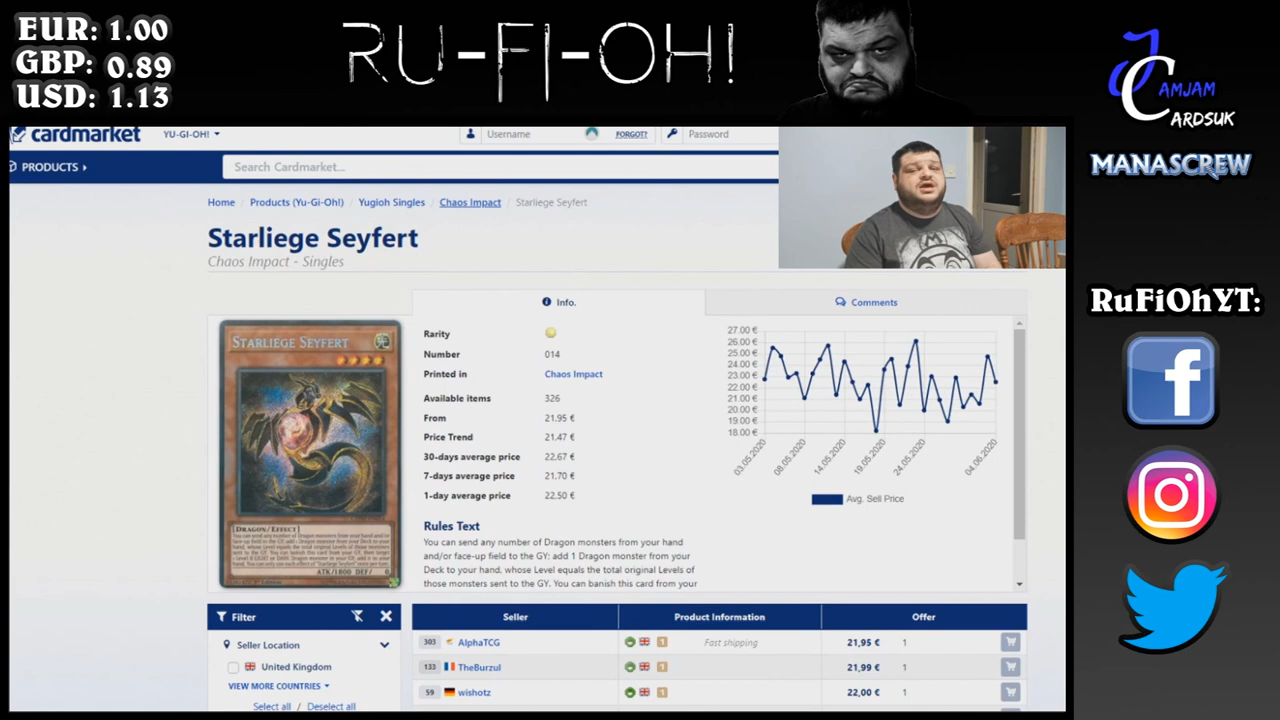 EUR: 1.00
GBP: 0.89
USD: 1.13
RU-FI-OH!
JAMJAM
CARDSUK
MANASCREW
RuFiOhYT:
cardmarket
YU-GI-OH!
Username
FORGOT?
Password
PRODUCTS
Search Cardmarket...
Home / Products (Yu-Gi-Oh!) / Yugioh Singles / Chaos Impact / Starliege Seyfert
Starliege Seyfert
Chaos Impact - Singles
Info.
Comments
STARLIEGE SEYFERT
[DRAGON/EFFECT]
ATK/1800 DEF/ 0
Rarity
Number 014
Printed in Chaos Impact
Available items 326
From 21.95 €
Price Trend 21.47 €
30-days average price 22.67 €
7-days average price 21.70 €
1-day average price 22.50 €
Rules Text
You can send any number of Dragon monsters from your hand
and/or face-up field to the GY; add 1 Dragon monster from your
Deck to your hand, whose Level equals the total original Levels of
those monsters sent to the GY. You can banish this card from your
27.00 €
26.00 €
25.00 €
24.00 €
23.00 €
22.00 €
21.00 €
20.00 €
19.00 €
18.00 €
03.05.2020
08.05.2020
14.05.2020
19.05.2020
24.05.2020
04.06.2020
Avg. Sell Price
Filter
Seller Location
United Kingdom
VIEW MORE COUNTRIES
Select all / Deselect all
Seller Product Information Offer
303 AlphaTCG 1 Fast shipping 21,95 € 1
133 TheBurzul 1 21,99 € 1
59 wishotz 1 22,00 € 1